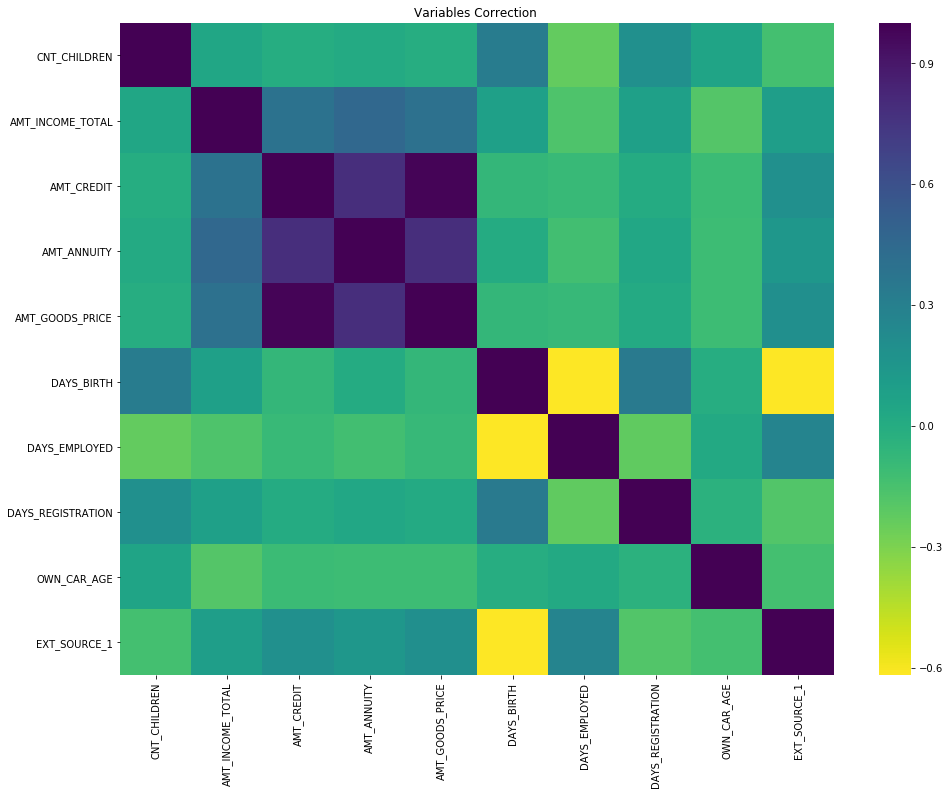 Variables Correction
CNT_CHILDREN
AMT_INCOME_TOTAL
AMT_CREDIT
AMT_ANNUITY
AMT_GOODS_PRICE
DAYS_BIRTH
DAYS_EMPLOYED
DAYS_REGISTRATION
OWN_CAR_AGE
EXT_SOURCE_1
CNT_CHILDREN
AMT_INCOME_TOTAL
AMT_CREDIT
AMT_ANNUITY
AMT_GOODS_PRICE
DAYS_BIRTH
DAYS_EMPLOYED
DAYS_REGISTRATION
OWN_CAR_AGE
EXT_SOURCE_1
0.9
0.6
0.3
0.0
−0.3
−0.6